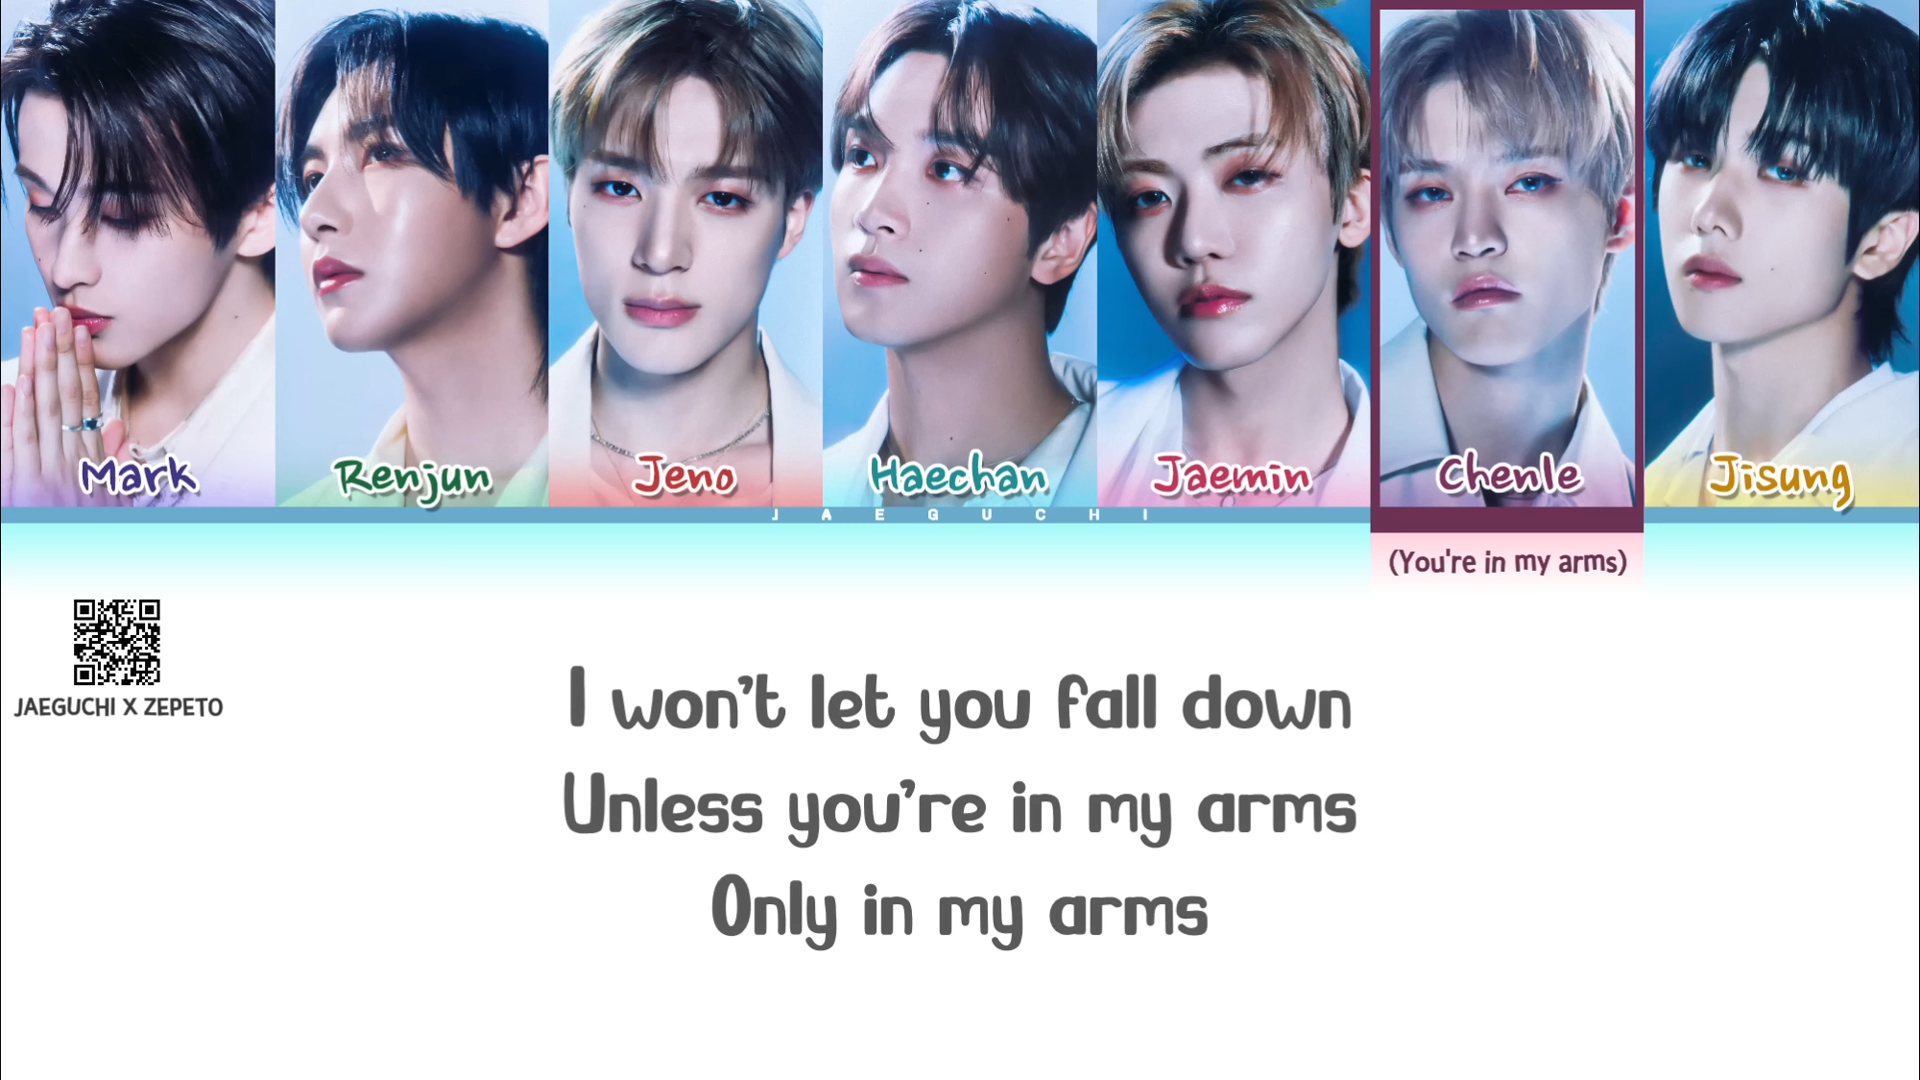 Mark
Renjun
Jeno
Haechan
Jaemin
Chenle
Jisung
JAEGUCHI
(You're in my arms)
JAEGUCHI X ZEPETO
I won't let you fall down
Unless you're in my arms
Only in my arms